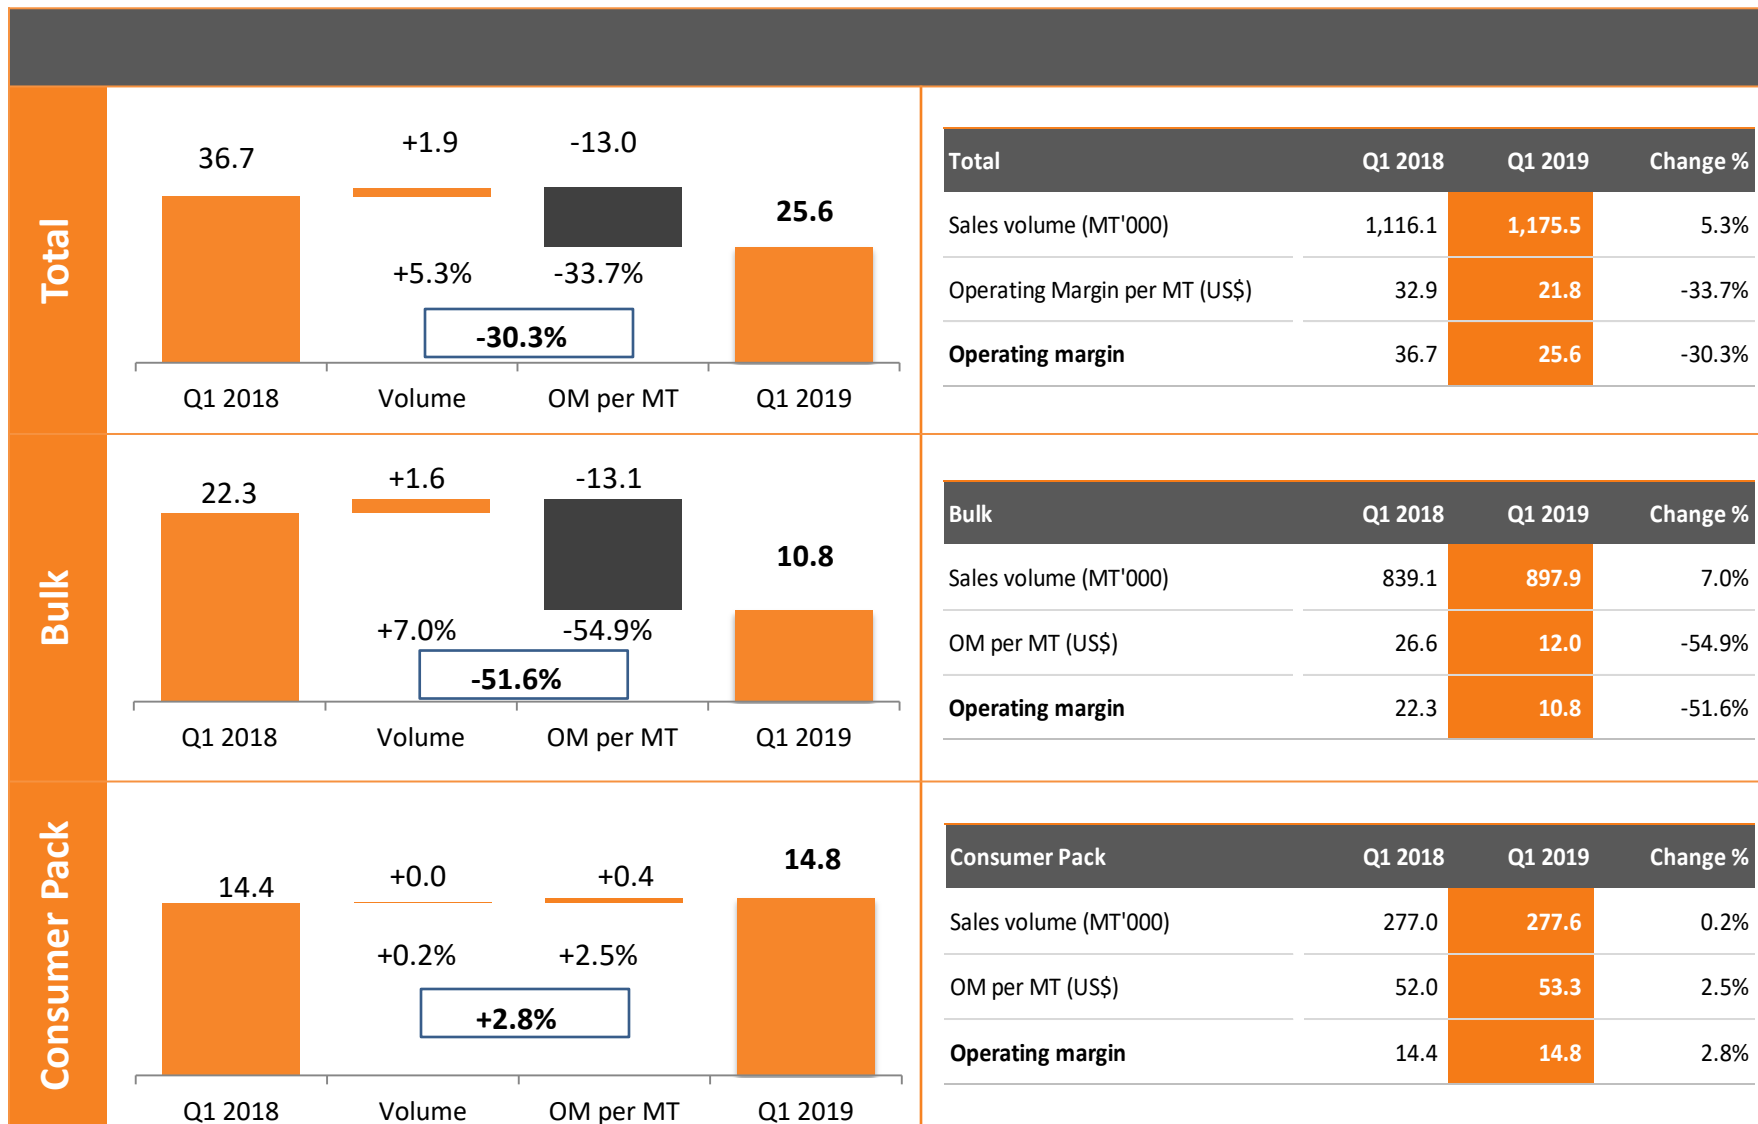 Total
36.7
+1.9
-13.0
25.6
+5.3%
-33.7%
-30.3%
Q1 2018
Volume
OM per MT
Q1 2019
Total Q1 2018 Q1 2019 Change %
Sales volume (MT'000) 1,116.1 1,175.5 5.3%
Operating Margin per MT (US$) 32.9 21.8 -33.7%
Operating margin 36.7 25.6 -30.3%
Bulk
22.3
+1.6
-13.1
10.8
+7.0%
-54.9%
-51.6%
Q1 2018
Volume
OM per MT
Q1 2019
Bulk Q1 2018 Q1 2019 Change %
Sales volume (MT'000) 839.1 897.9 7.0%
OM per MT (US$) 26.6 12.0 -54.9%
Operating margin 22.3 10.8 -51.6%
Consumer Pack
14.4
+0.0
+0.4
14.8
+0.2%
+2.5%
+2.8%
Q1 2018
Volume
OM per MT
Q1 2019
Consumer Pack Q1 2018 Q1 2019 Change %
Sales volume (MT'000) 277.0 277.6 0.2%
OM per MT (US$) 52.0 53.3 2.5%
Operating margin 14.4 14.8 2.8%